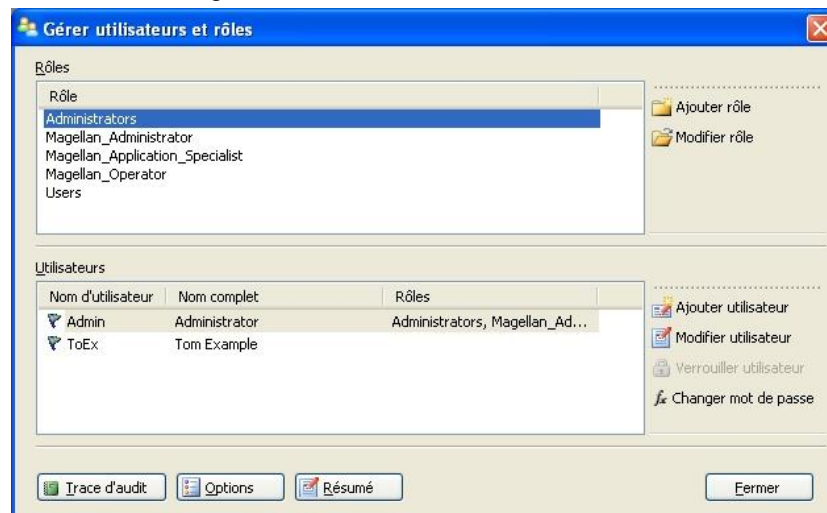 Gérer utilisateurs et rôles
Rôles
Rôle
Administrators
Magellan_Administrator
Magellan_Application_Specialist
Magellan_Operator
Users
Ajouter rôle
Modifier rôle
Utilisateurs
Nom d'utilisateur Nom complet Rôles
Admin Administrator Administrators, Magellan_Ad...
ToEx Tom Example
Ajouter utilisateur
Modifier utilisateur
Verrouiller utilisateur
Changer mot de passe
Trace d'audit Options Résumé Fermer